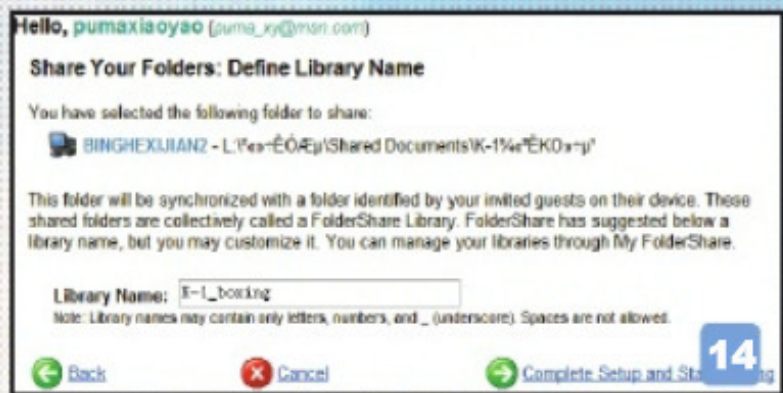 Hello, pumaxiaoyao (puma_xy@msn.com)
Share Your Folders: Define Library Name
You have selected the following folder to share:
BINGHEXIJIAN2 - L:\ \Shared Documents\
This folder will be synchronized with a folder identified by your invited guests on their device. These
shared folders are collectively called a FolderShare Library. FolderShare has suggested below a
library name, but you may customize it. You can manage your libraries through My FolderShare.
Library Name: K-1_boxing
Note: Library names may contain only letters, numbers, and _ (underscore). Spaces are not allowed.
Back Cancel Complete Setup and
14